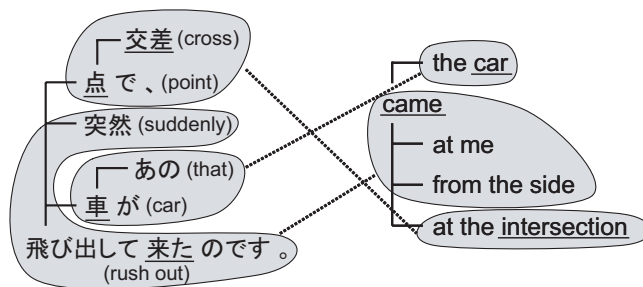 交差 (cross)
点 で 、 (point)
突然 (suddenly)
あの (that)
車 が (car)
飛び出して 来た のです 。
(rush out)
the car
came
at me
from the side
at the intersection